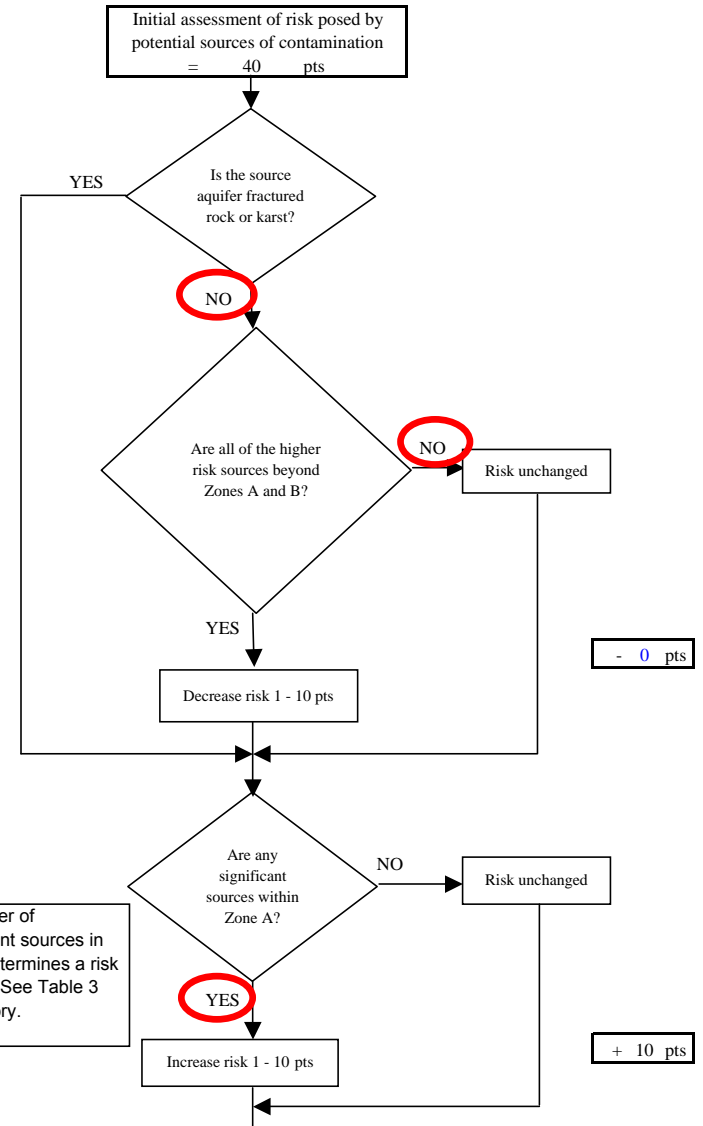 Initial assessment of risk posed by
potential sources of contamination
= 40 pts
YES
Is the source
aquifer fractured
rock or karst?
NO
Are all of the higher
risk sources beyond
Zones A and B?
NO
Risk unchanged
YES
- 0 pts
Decrease risk 1 - 10 pts
Are any
significant
sources within
Zone A?
NO
Risk unchanged
er of
nt sources in
termines a risk
See Table 3
ry.
YES
Increase risk 1 - 10 pts
+ 10 pts